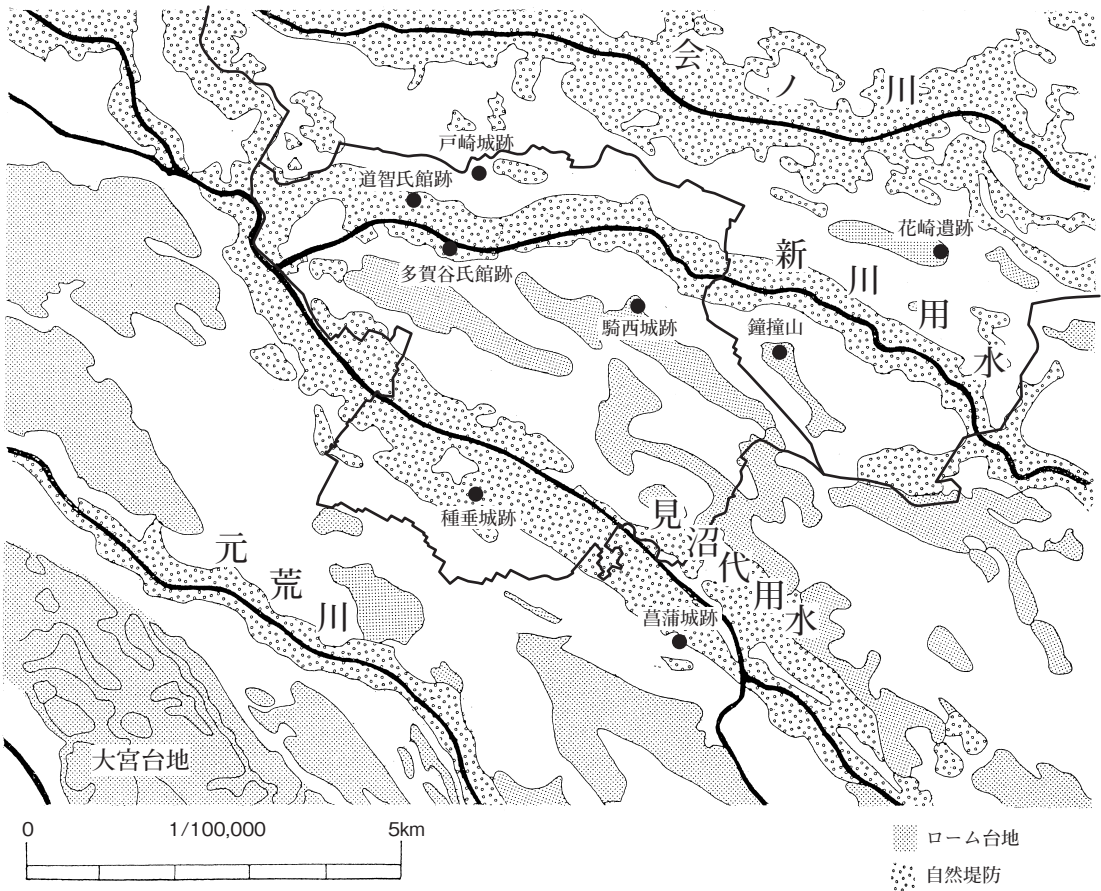 会ノ川
戸崎城跡
道智氏館跡
花崎遺跡
多賀谷氏館跡
新川用水
騎西城跡
鐘撞山
種垂城跡
見沼代用水
元荒川
菖蒲城跡
大宮台地
0 1/100,000 5km
ローム台地
自然堤防